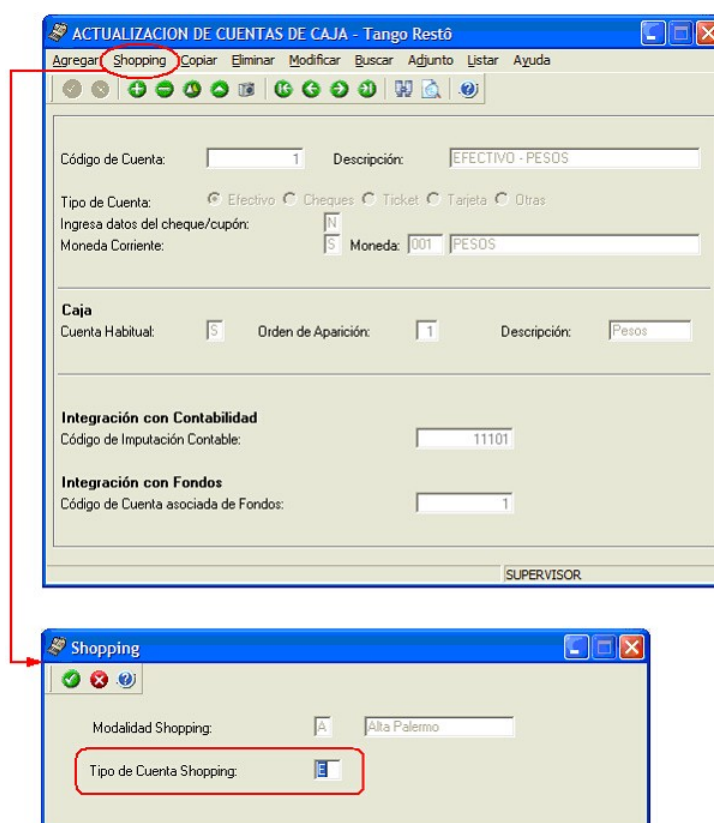 ACTUALIZACION DE CUENTAS DE CAJA - Tango Restô
Agregar Shopping Copiar Eliminar Modificar Buscar Adjunto Listar Ayuda
Código de Cuenta: 1 Descripción: EFECTIVO - PESOS
Tipo de Cuenta: Efectivo Cheques Ticket Tarjeta Otras
Ingresa datos del cheque/cupón: N
Moneda Corriente: S Moneda: 001 PESOS
Caja
Cuenta Habitual: S Orden de Aparición: 1 Descripción: Pesos
Integración con Contabilidad
Código de Imputación Contable: 11101
Integración con Fondos
Código de Cuenta asociada de Fondos: 1
SUPERVISOR
Shopping
Modalidad Shopping: A Alta Palermo
Tipo de Cuenta Shopping: E